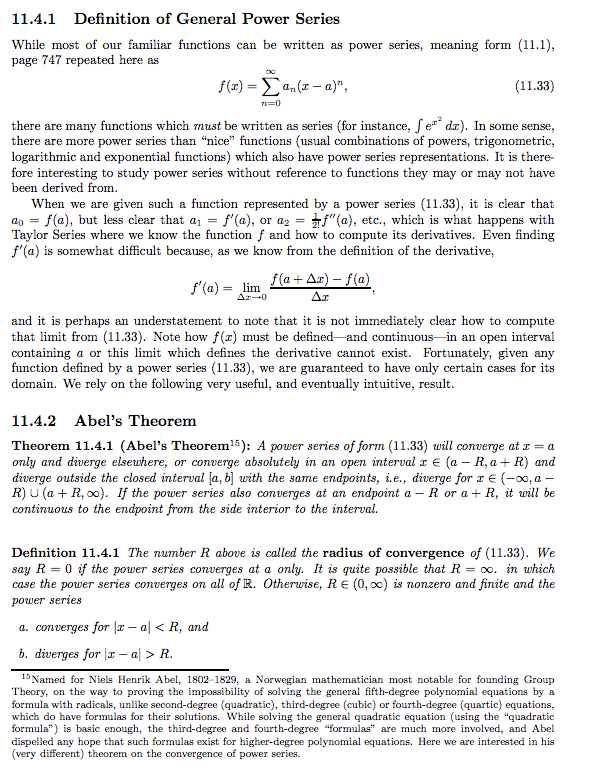 11.4.1 Definition of General Power Series
While most of our familiar functions can be written as power series, meaning form (11.1),
page 747 repeated here as
f(x) = ∑_{n=0}^{∞} a_n(x − a)^n, (11.33)
there are many functions which must be written as series (for instance, ∫ e^{x^2} dx). In some sense,
there are more power series than “nice” functions (usual combinations of powers, trigonometric,
logarithmic and exponential functions) which also have power series representations. It is there-
fore interesting to study power series without reference to functions they may or may not have
been derived from.
When we are given such a function represented by a power series (11.33), it is clear that
a_0 = f(a), but less clear that a_1 = f′(a), or a_2 = \frac{1}{2!} f″(a), etc., which is what happens with
Taylor Series where we know the function f and how to compute its derivatives. Even finding
f′(a) is somewhat difficult because, as we know from the definition of the derivative,
f′(a) = lim_{Δx→0} \frac{f(a + Δx) − f(a)}{Δx},
and it is perhaps an understatement to note that it is not immediately clear how to compute
that limit from (11.33). Note how f(x) must be defined—and continuous—in an open interval
containing a or this limit which defines the derivative cannot exist. Fortunately, given any
function defined by a power series (11.33), we are guaranteed to have only certain cases for its
domain. We rely on the following very useful, and eventually intuitive, result.
11.4.2 Abel’s Theorem
Theorem 11.4.1 (Abel’s Theorem^15): A power series of form (11.33) will converge at x = a
only and diverge elsewhere, or converge absolutely in an open interval x ∈ (a − R, a + R) and
diverge outside the closed interval [a, b] with the same endpoints, i.e., diverge for x ∈ (−∞, a −
R) ∪ (a + R, ∞). If the power series also converges at an endpoint a − R or a + R, it will be
continuous to the endpoint from the side interior to the interval.
Definition 11.4.1 The number R above is called the radius of convergence of (11.33). We
say R = 0 if the power series converges at a only. It is quite possible that R = ∞. in which
case the power series converges on all of ℝ. Otherwise, R ∈ (0, ∞) is nonzero and finite and the
power series
a. converges for |x − a| < R, and
b. diverges for |x − a| > R.
^15Named for Niels Henrik Abel, 1802–1829, a Norwegian mathematician most notable for founding Group
Theory, on the way to proving the impossibility of solving the general fifth-degree polynomial equations by a
formula with radicals, unlike second-degree (quadratic), third-degree (cubic) or fourth-degree (quartic) equations,
which do have formulas for their solutions. While solving the general quadratic equation (using the “quadratic
formula”) is basic enough, the third-degree and fourth-degree “formulas” are much more involved, and Abel
dispelled any hope that such formulas exist for higher-degree polynomial equations. Here we are interested in his
(very different) theorem on the convergence of power series.